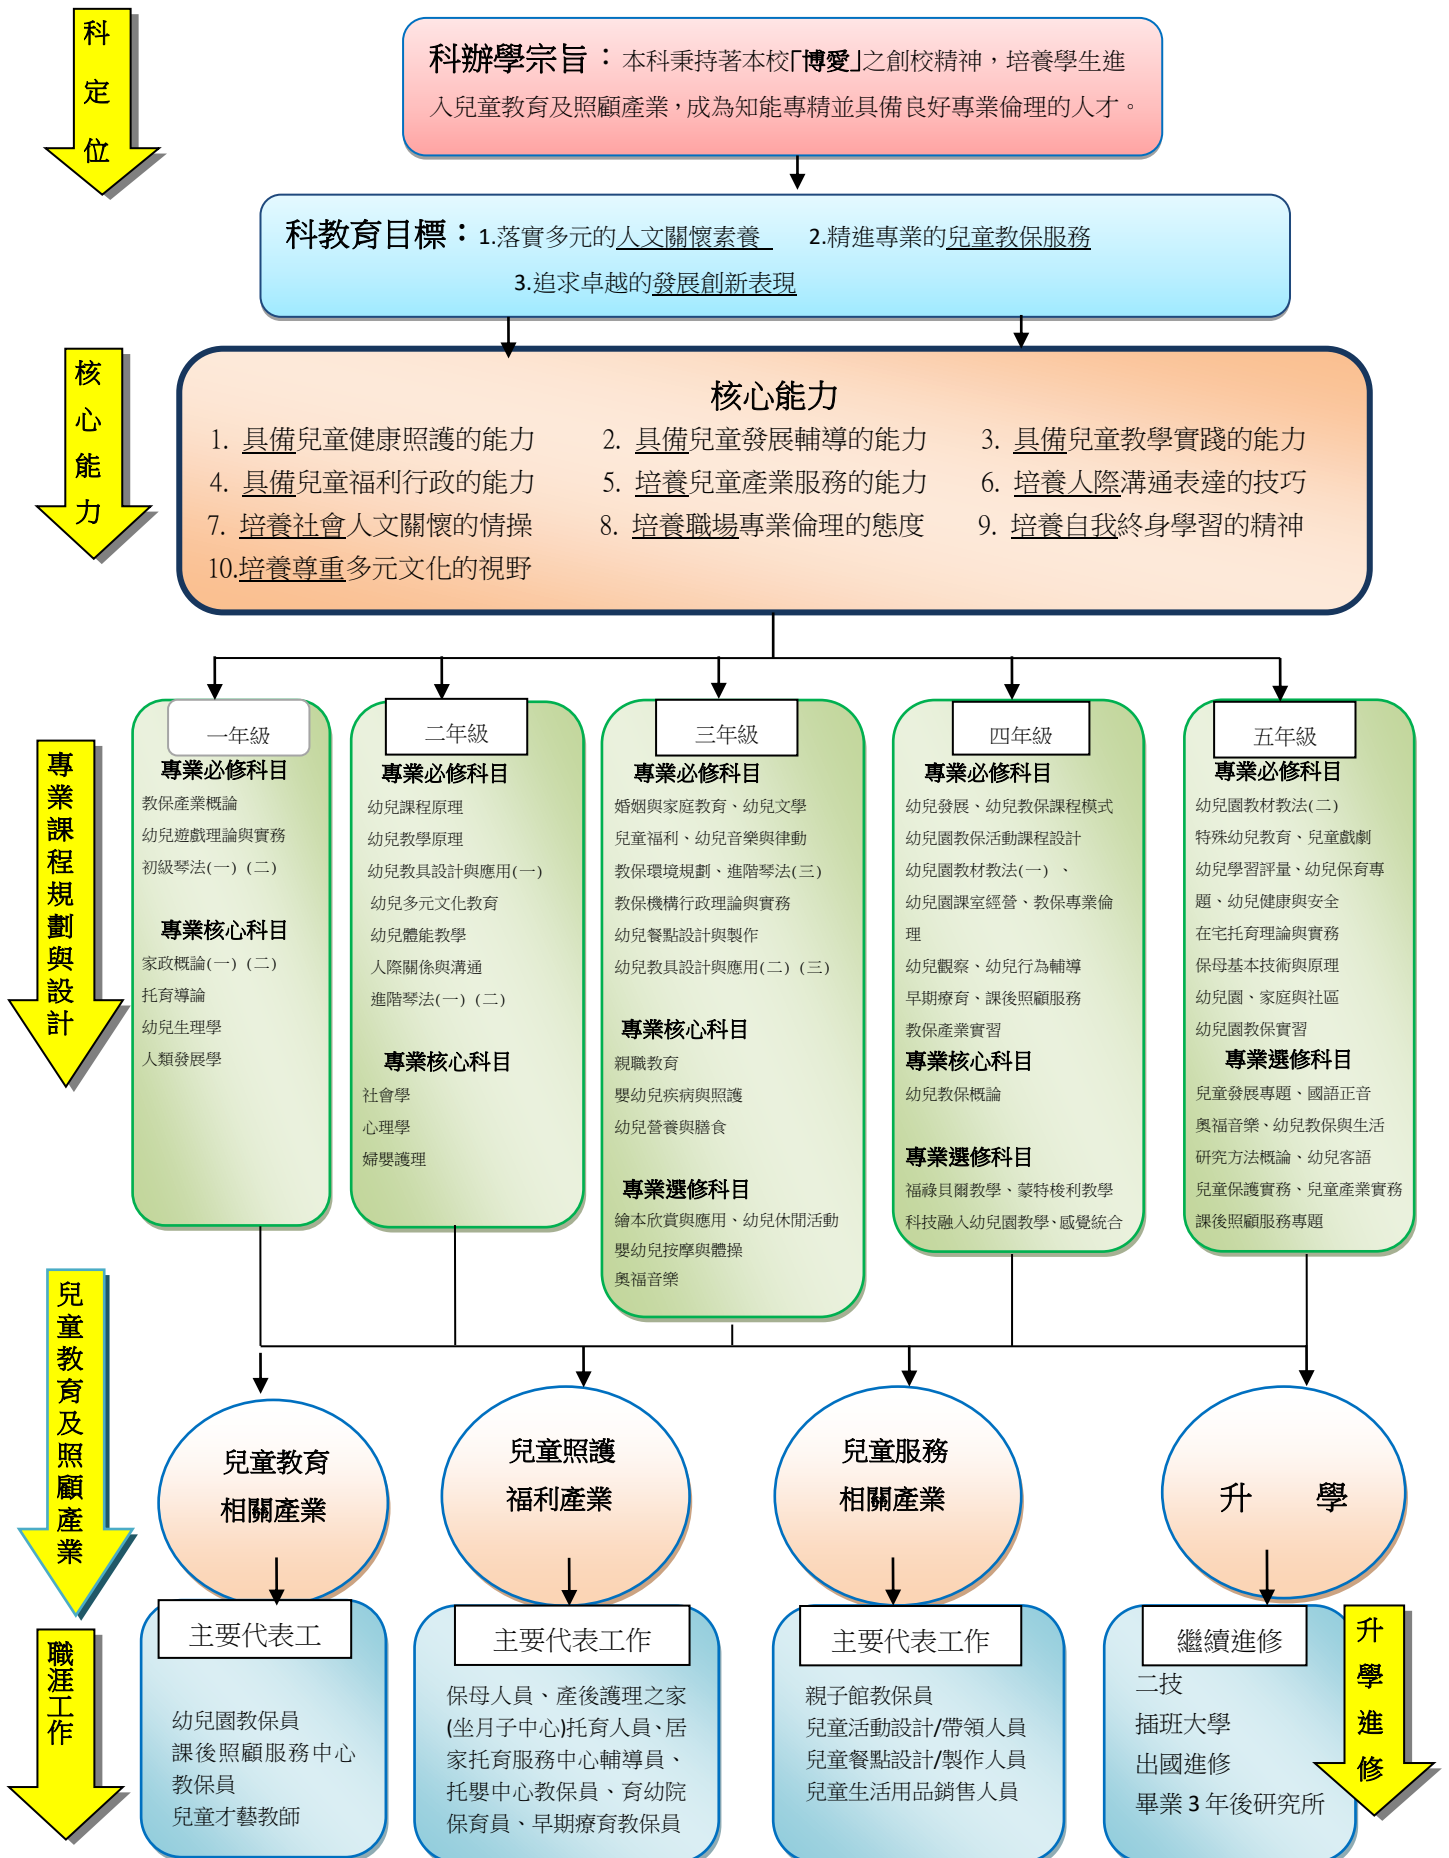 科定位
科辦學宗旨：本科秉持著本校「博愛」之創校精神，培養學生進
入兒童教育及照顧產業，成為知能專精並具備良好專業倫理的人才。
科教育目標：1.落實多元的人文關懷素養 2.精進專業的兒童教保服務
3.追求卓越的發展創新表現
核心能力
核心能力
1. 具備兒童健康照護的能力 2. 具備兒童發展輔導的能力 3. 具備兒童教學實踐的能力
4. 具備兒童福利行政的能力 5. 培養兒童產業服務的能力 6. 培養人際溝通表達的技巧
7. 培養社會人文關懷的情操 8. 培養職場專業倫理的態度 9. 培養自我終身學習的精神
10.培養尊重多元文化的視野
專業課程規劃與設計
一年級
專業必修科目
教保產業概論
幼兒遊戲理論與實務
初級琴法(一) (二)
專業核心科目
家政概論(一) (二)
托育導論
幼兒生理學
人類發展學
二年級
專業必修科目
幼兒課程原理
幼兒教學原理
幼兒教具設計與應用(一)
幼兒多元文化教育
幼兒體能教學
人際關係與溝通
進階琴法(一) (二)
專業核心科目
社會學
心理學
婦嬰護理
三年級
專業必修科目
婚姻與家庭教育、幼兒文學
兒童福利、幼兒音樂與律動
教保環境規劃、進階琴法(三)
教保機構行政理論與實務
幼兒餐點設計與製作
幼兒教具設計與應用(二) (三)
專業核心科目
親職教育
嬰幼兒疾病與照護
幼兒營養與膳食
專業選修科目
繪本欣賞與應用、幼兒休閒活動
嬰幼兒按摩與體操
奧福音樂
四年級
專業必修科目
幼兒發展、幼兒教保課程模式
幼兒園教保活動課程設計
幼兒園教材教法(一) 、
幼兒園課室經營、教保專業倫
理
幼兒觀察、幼兒行為輔導
早期療育、課後照顧服務
教保產業實習
專業核心科目
幼兒教保概論
專業選修科目
福祿貝爾教學、蒙特梭利教學
科技融入幼兒園教學、感覺統合
五年級
專業必修科目
幼兒園教材教法(二)
特殊幼兒教育、兒童戲劇
幼兒學習評量、幼兒保育專
題、幼兒健康與安全
在宅托育理論與實務
保母基本技術與原理
幼兒園、家庭與社區
幼兒園教保實習
專業選修科目
兒童發展專題、國語正音
奧福音樂、幼兒教保與生活
研究方法概論、幼兒客語
兒童保護實務、兒童產業實務
課後照顧服務專題
兒童教育及照顧產業
兒童教育
相關產業
兒童照護
福利產業
兒童服務
相關產業
升 學
職涯工作
主要代表工
幼兒園教保員
課後照顧服務中心
教保員
兒童才藝教師
主要代表工作
保母人員、產後護理之家
(坐月子中心)托育人員、居
家托育服務中心輔導員、
托嬰中心教保員、育幼院
保育員、早期療育教保員
主要代表工作
親子館教保員
兒童活動設計/帶領人員
兒童餐點設計/製作人員
兒童生活用品銷售人員
繼續進修
二技
插班大學
出國進修
畢業 3 年後研究所
升學進修